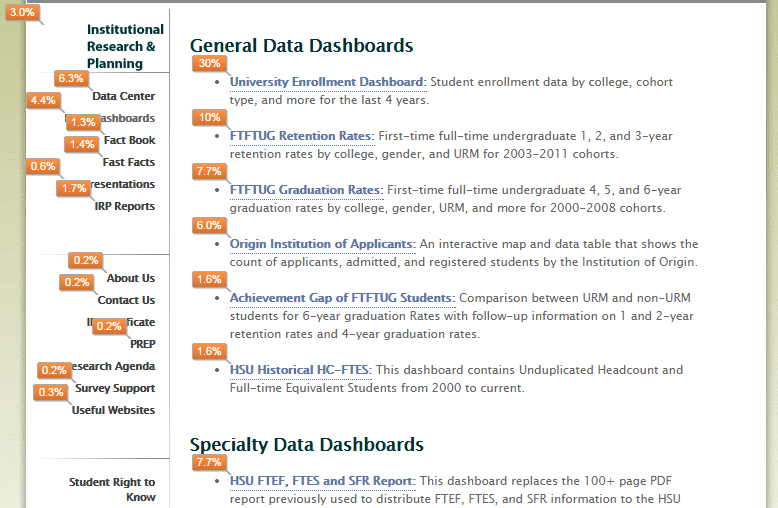 3.0%
Institutional
Research &
Planning
6.3%
Data Center
4.4%
ashboards
1.3%
Fact Book
1.4%
Fast Facts
0.6%
resentations
1.7%
IRP Reports
0.2%
About Us
0.2%
Contact Us
ficate
0.2%
PREP
esearch Agenda
0.2%
Survey Support
0.3%
Useful Websites
Student Right to
Know
General Data Dashboards
30%
• University Enrollment Dashboard: Student enrollment data by college, cohort
type, and more for the last 4 years.
10%
• FTFTUG Retention Rates: First-time full-time undergraduate 1, 2, and 3-year
retention rates by college, gender, and URM for 2003-2011 cohorts.
7.7%
• FTFTUG Graduation Rates: First-time full-time undergraduate 4, 5, and 6-year
graduation rates by college, gender, URM, and more for 2000-2008 cohorts.
6.0%
• Origin Institution of Applicants: An interactive map and data table that shows the
count of applicants, admitted, and registered students by the Institution of Origin.
1.6%
• Achievement Gap of FTFTUG Students: Comparison between URM and non-URM
students for 6-year graduation Rates with follow-up information on 1 and 2-year
retention rates and 4-year graduation rates.
1.6%
• HSU Historical HC-FTES: This dashboard contains Unduplicated Headcount and
Full-time Equivalent Students from 2000 to current.
Specialty Data Dashboards
7.7%
• HSU FTEF, FTES and SFR Report: This dashboard replaces the 100+ page PDF
report previously used to distribute FTEF, FTES, and SFR information to the HSU